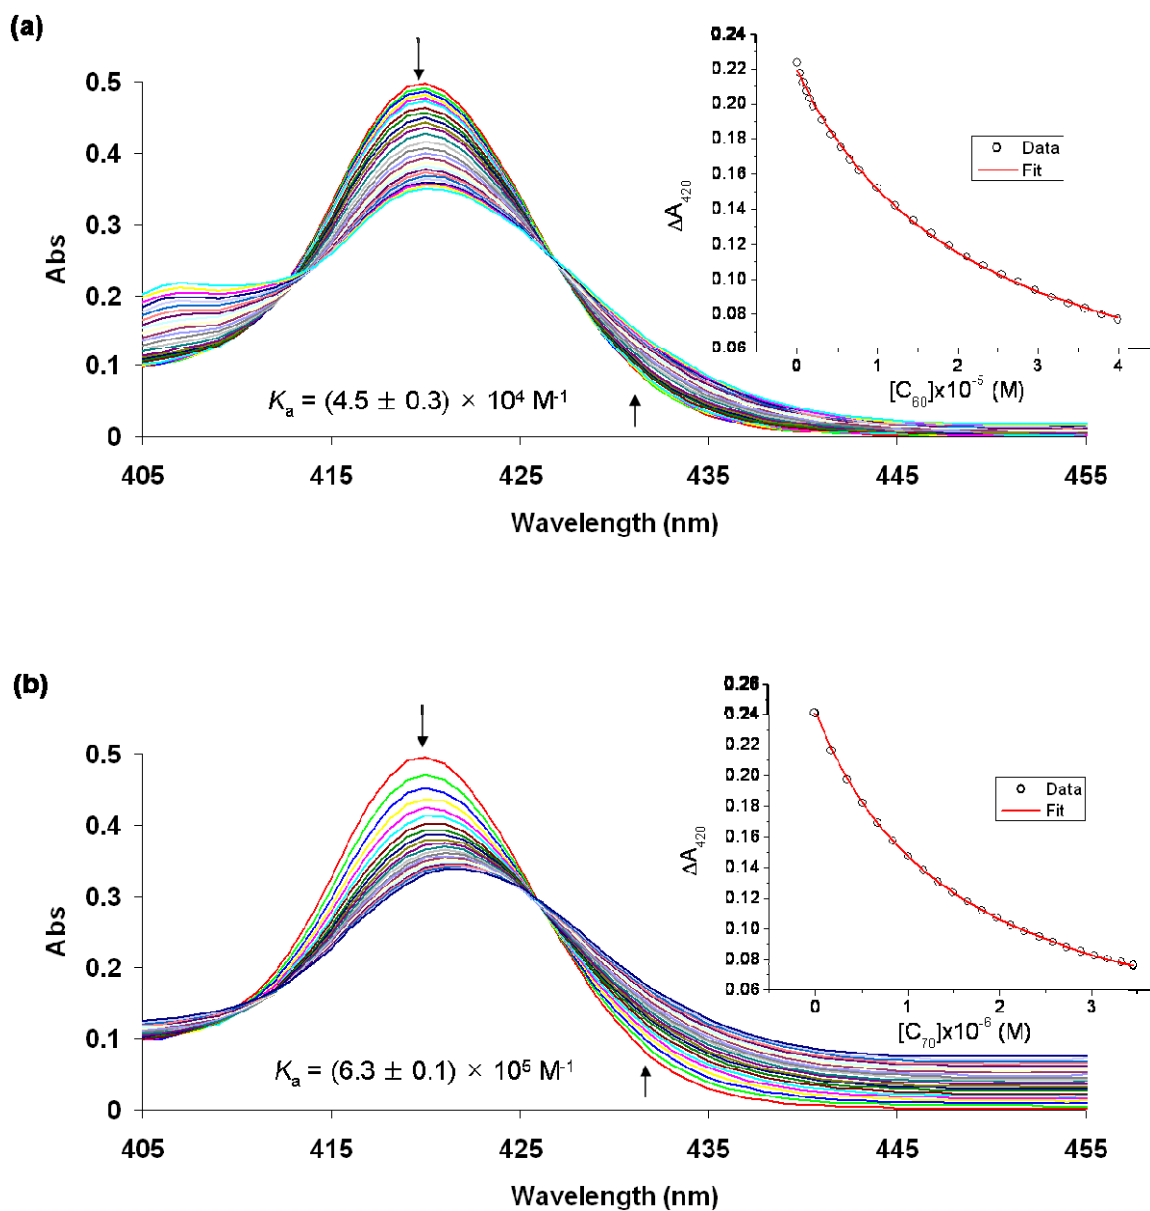 (a)
0.5
0.4
0.3
0.2
0.1
0
Abs
405 415 425 435 445 455
Wavelength (nm)
Kₐ = (4.5 ± 0.3) × 10⁴ M⁻¹
0.24
0.22
0.20
0.18
0.16
0.14
0.12
0.10
0.08
0.06
ΔA₄₂₀
Data
Fit
0 1 2 3 4
[C₆₀]x10⁻⁵ (M)
(b)
0.5
0.4
0.3
0.2
0.1
0
Abs
405 415 425 435 445 455
Wavelength (nm)
Kₐ = (6.3 ± 0.1) × 10⁵ M⁻¹
0.26
0.24
0.22
0.20
0.18
0.16
0.14
0.12
0.10
0.08
0.06
ΔA₄₂₀
Data
Fit
0 1 2 3
[C₇₀]x10⁻⁶ (M)